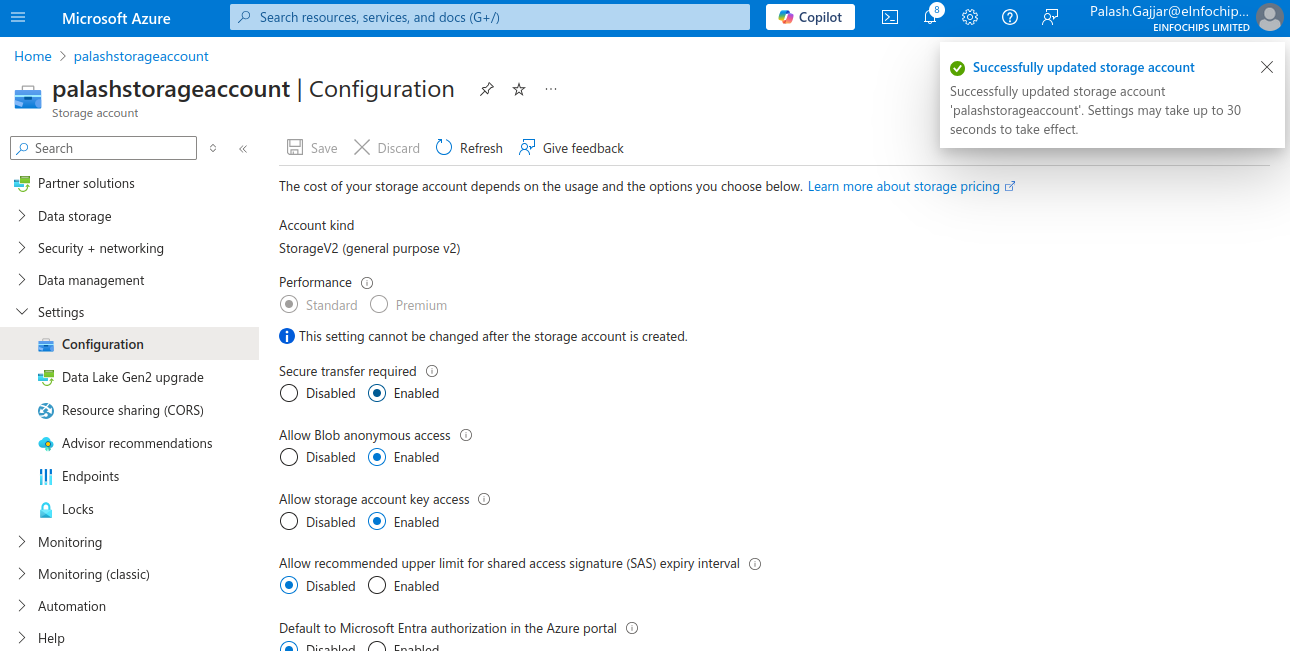 Microsoft Azure
Search resources, services, and docs (G+/)
Copilot
8
Palash.Gajjar@eInfochip...
EINFOCHIPS LIMITED
Home > palashstorageaccount
Successfully updated storage account
Successfully updated storage account
'palashstorageaccount'. Settings may take up to 30
seconds to take effect.
palashstorageaccount | Configuration
Storage account
Search
Save Discard Refresh Give feedback
Partner solutions
Data storage
Security + networking
Data management
Settings
Configuration
Data Lake Gen2 upgrade
Resource sharing (CORS)
Advisor recommendations
Endpoints
Locks
Monitoring
Monitoring (classic)
Automation
Help
The cost of your storage account depends on the usage and the options you choose below. Learn more about storage pricing
Account kind
StorageV2 (general purpose v2)
Performance
Standard Premium
This setting cannot be changed after the storage account is created.
Secure transfer required
Disabled Enabled
Allow Blob anonymous access
Disabled Enabled
Allow storage account key access
Disabled Enabled
Allow recommended upper limit for shared access signature (SAS) expiry interval
Disabled Enabled
Default to Microsoft Entra authorization in the Azure portal
Disabled Enabled